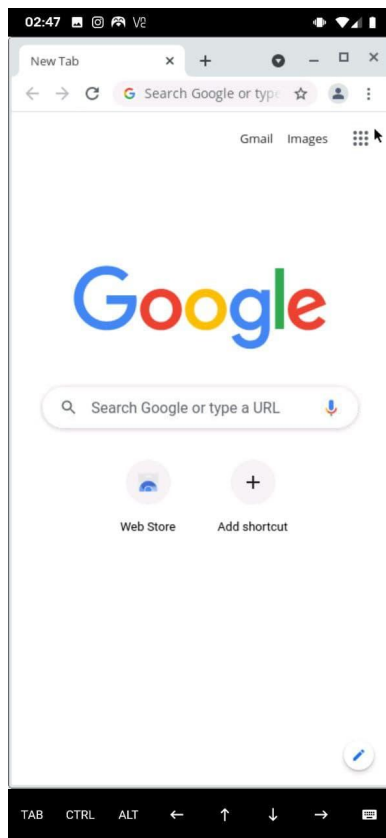 02:47
New Tab
Search Google or type
Gmail Images
Google
Search Google or type a URL
Web Store Add shortcut
TAB CTRL ALT